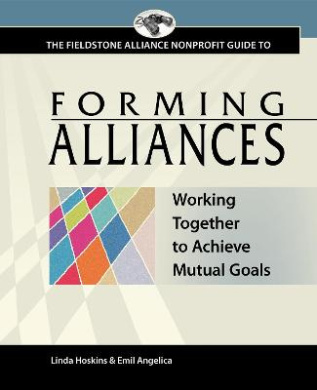 THE FIELDSTONE ALLIANCE NONPROFIT GUIDE TO
FORMING
ALLIANCES
Working
Together
to Achieve
Mutual Goals
Linda Hoskins & Emil Angelica